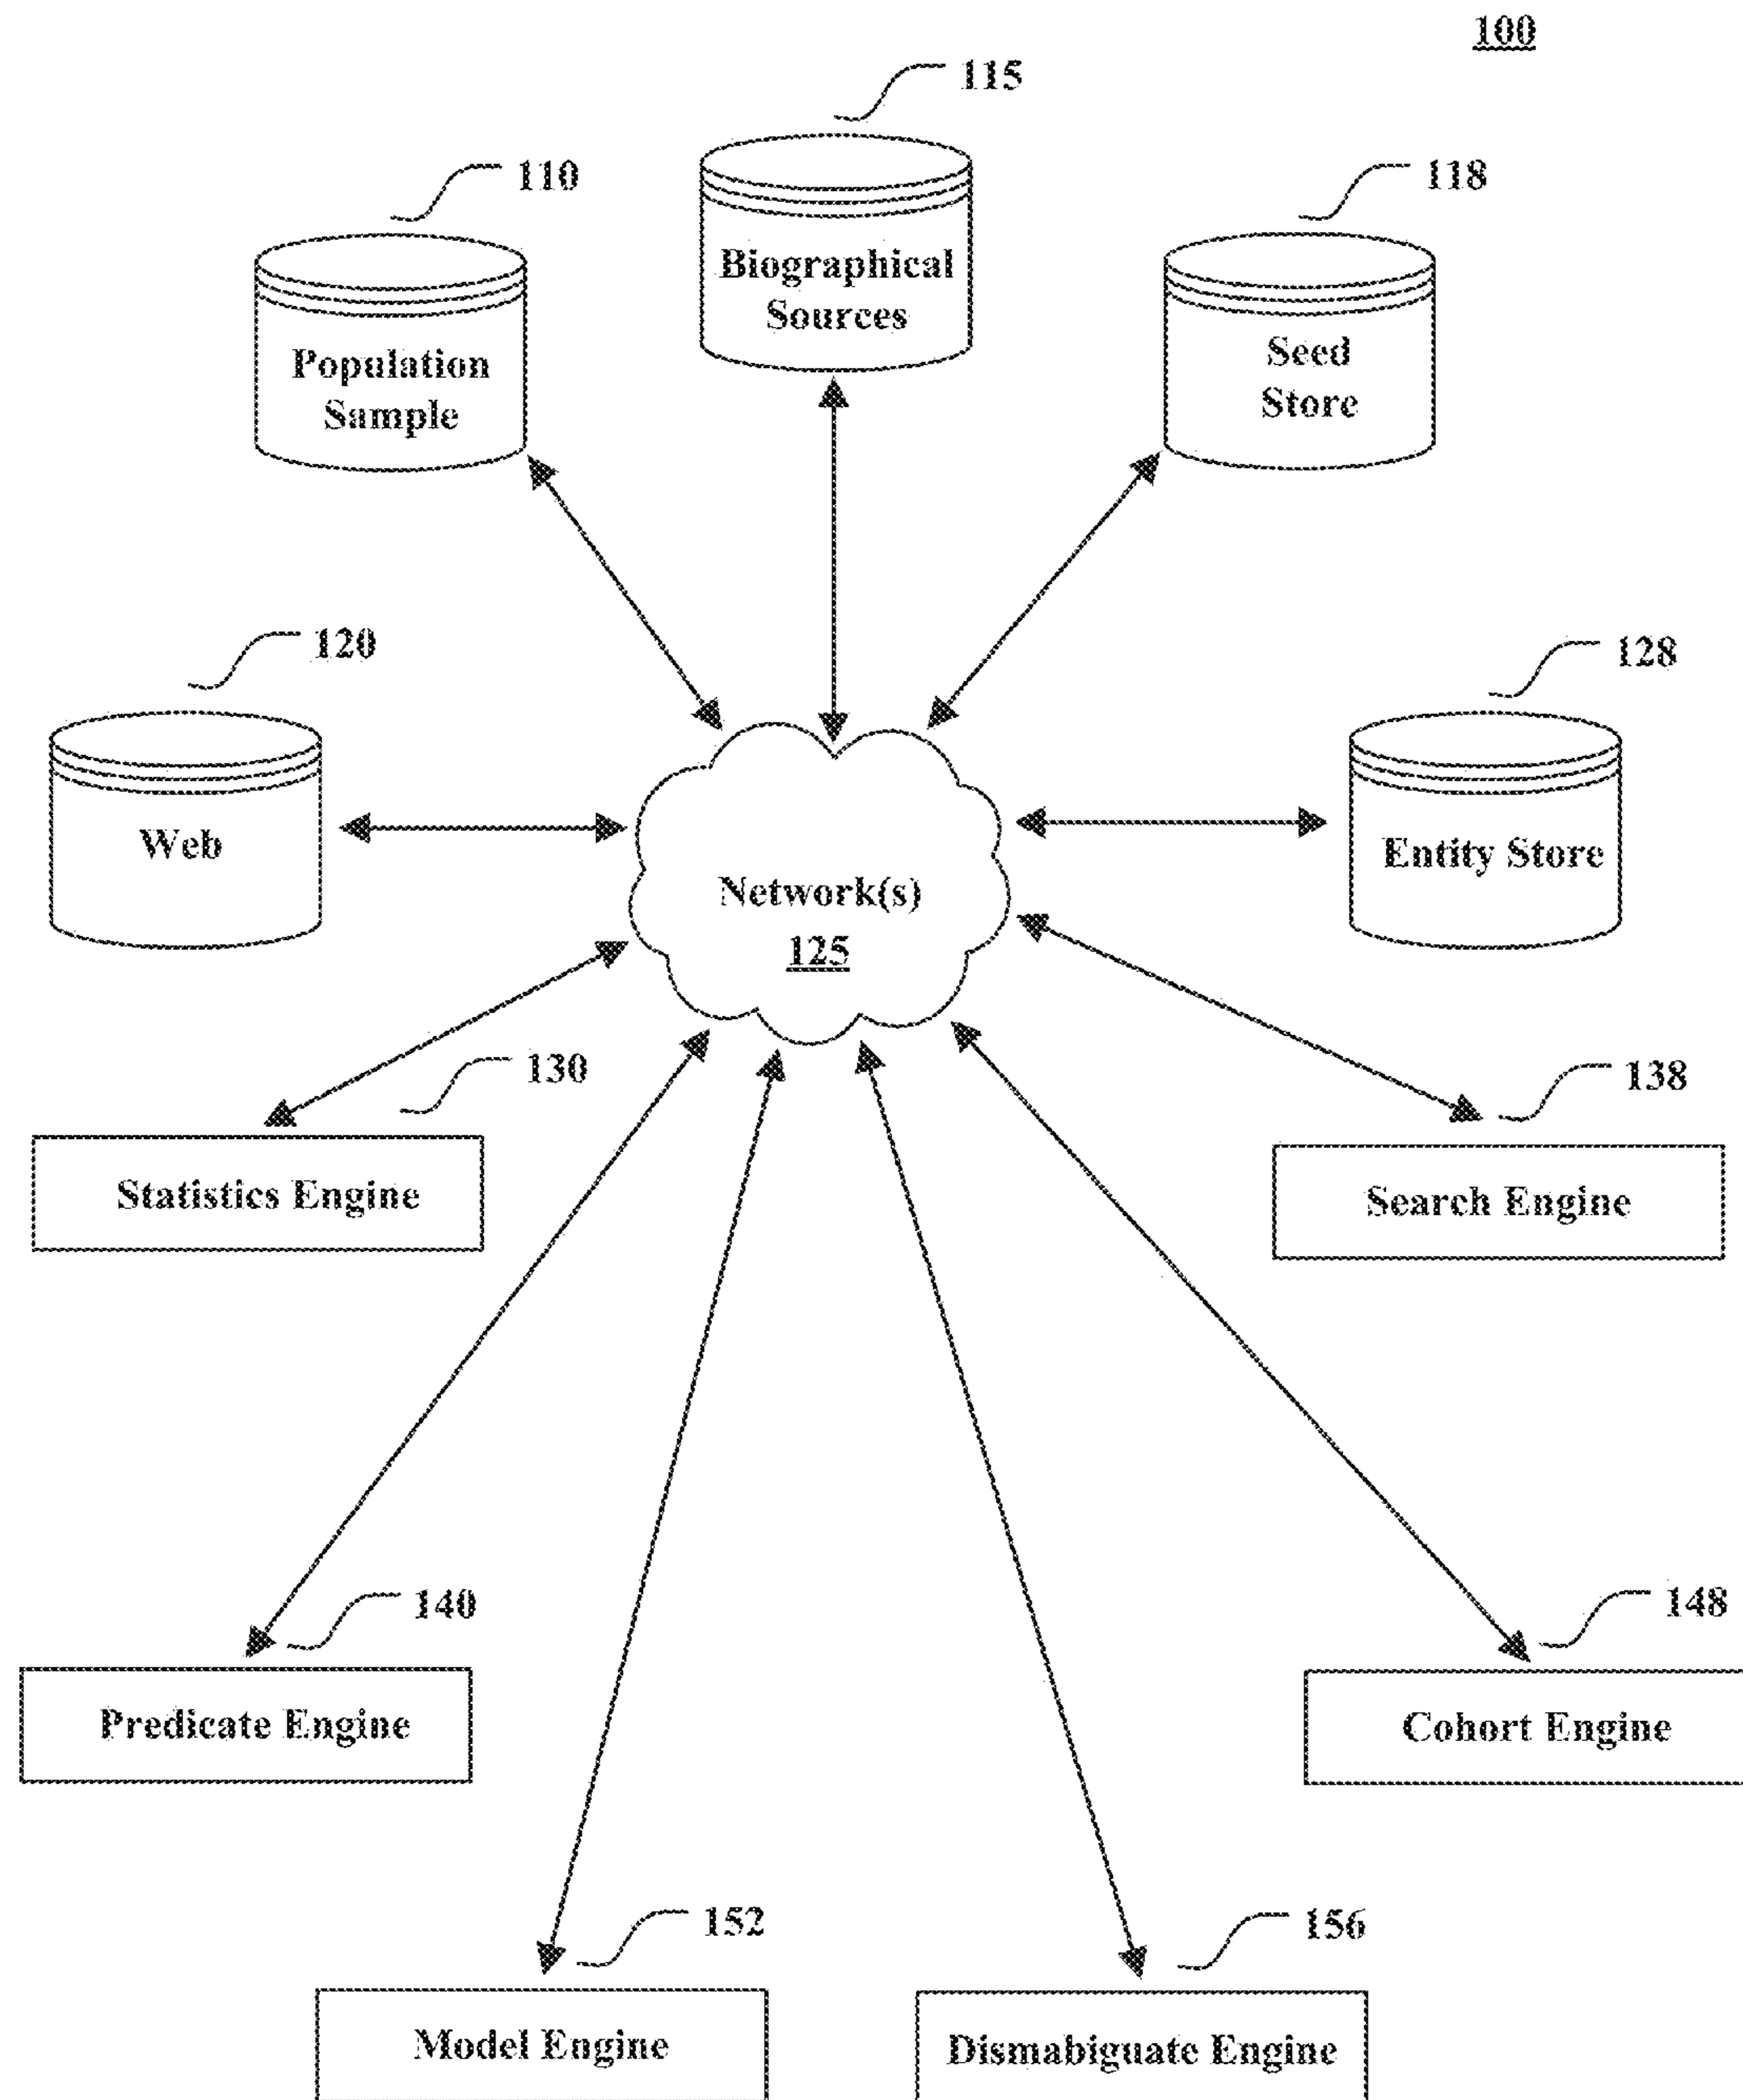 100
115
110
118
Biographical
Sources
Population
Sample
Seed
Store
120
128
Web
Entity Store
Network(s)
125
130
138
Statistics Engine
Search Engine
140
148
Predicate Engine
Cohort Engine
152
156
Model Engine
Dismabiguate Engine